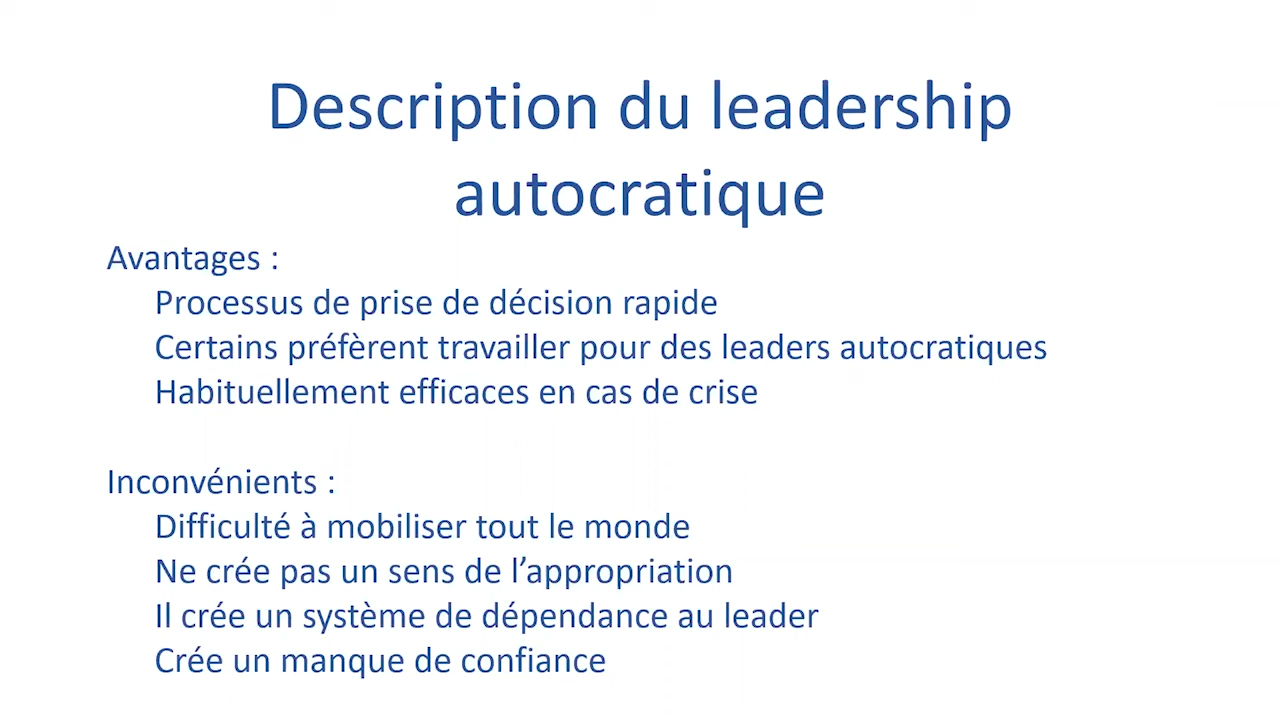 Description du leadership
autocratique
Avantages :
Processus de prise de décision rapide
Certains préfèrent travailler pour des leaders autocratiques
Habituellement efficaces en cas de crise
Inconvénients :
Difficulté à mobiliser tout le monde
Ne crée pas un sens de l’appropriation
Il crée un système de dépendance au leader
Crée un manque de confiance